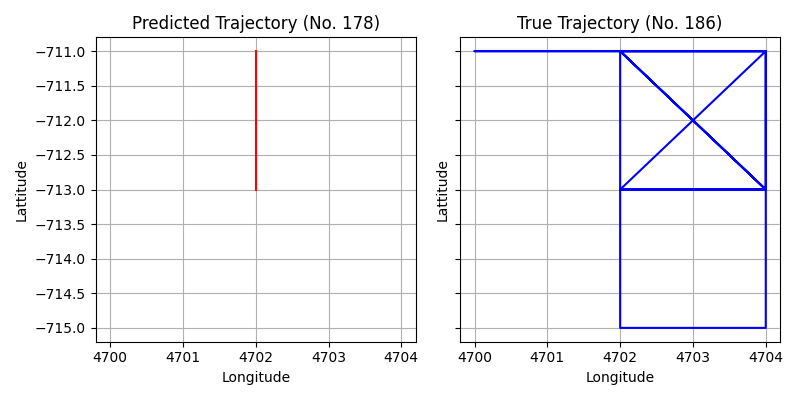 Predicted Trajectory (No. 178)
True Trajectory (No. 186)
−711.0
−711.5
−712.0
−712.5
−713.0
−713.5
−714.0
−714.5
−715.0
Lattitude
Lattitude
4700 4701 4702 4703 4704
4700 4701 4702 4703 4704
Longitude
Longitude